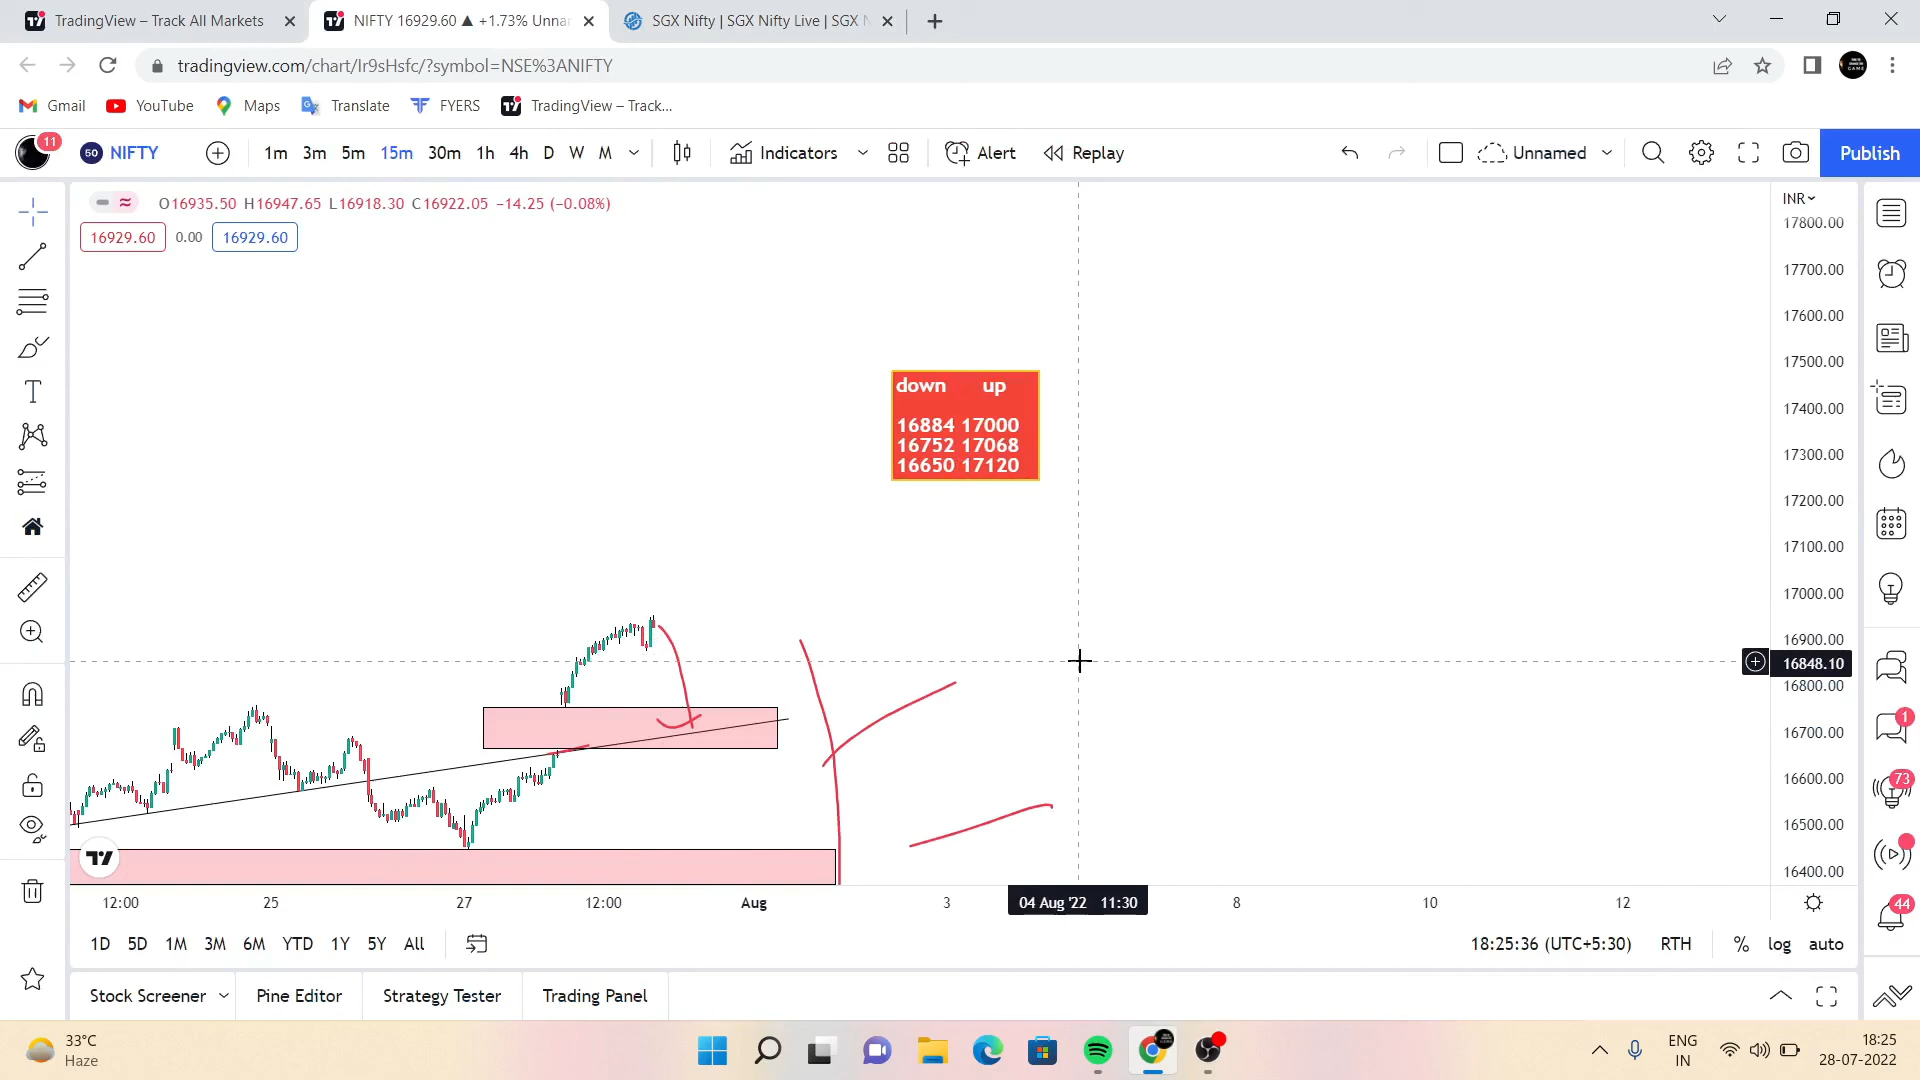 TradingView – Track All Markets
NIFTY 16929.60 ▲ +1.73% Unnar
SGX Nifty | SGX Nifty Live | SGX N
tradingview.com/chart/Ir9sHsfc/?symbol=NSE%3ANIFTY
Gmail YouTube Maps Translate FYERS TradingView – Track...
11 50 NIFTY 1m 3m 5m 15m 30m 1h 4h D W M Indicators Alert Replay Unnamed Publish
O16935.50 H16947.65 L16918.30 C16922.05 −14.25 (−0.08%)
INR
16929.60 0.00 16929.60
17800.00
17700.00
17600.00
17500.00
17400.00
17300.00
17200.00
17100.00
17000.00
16900.00
16848.10
16800.00
16700.00
16600.00
16500.00
16400.00
down up
16884 17000
16752 17068
16650 17120
1
73
44
12:00 25 27 12:00 Aug 3 04 Aug '22 11:30 8 10 12
1D 5D 1M 3M 6M YTD 1Y 5Y All 18:25:36 (UTC+5:30) RTH % log auto
Stock Screener Pine Editor Strategy Tester Trading Panel
33°C
Haze
ENG
IN
18:25
28-07-2022